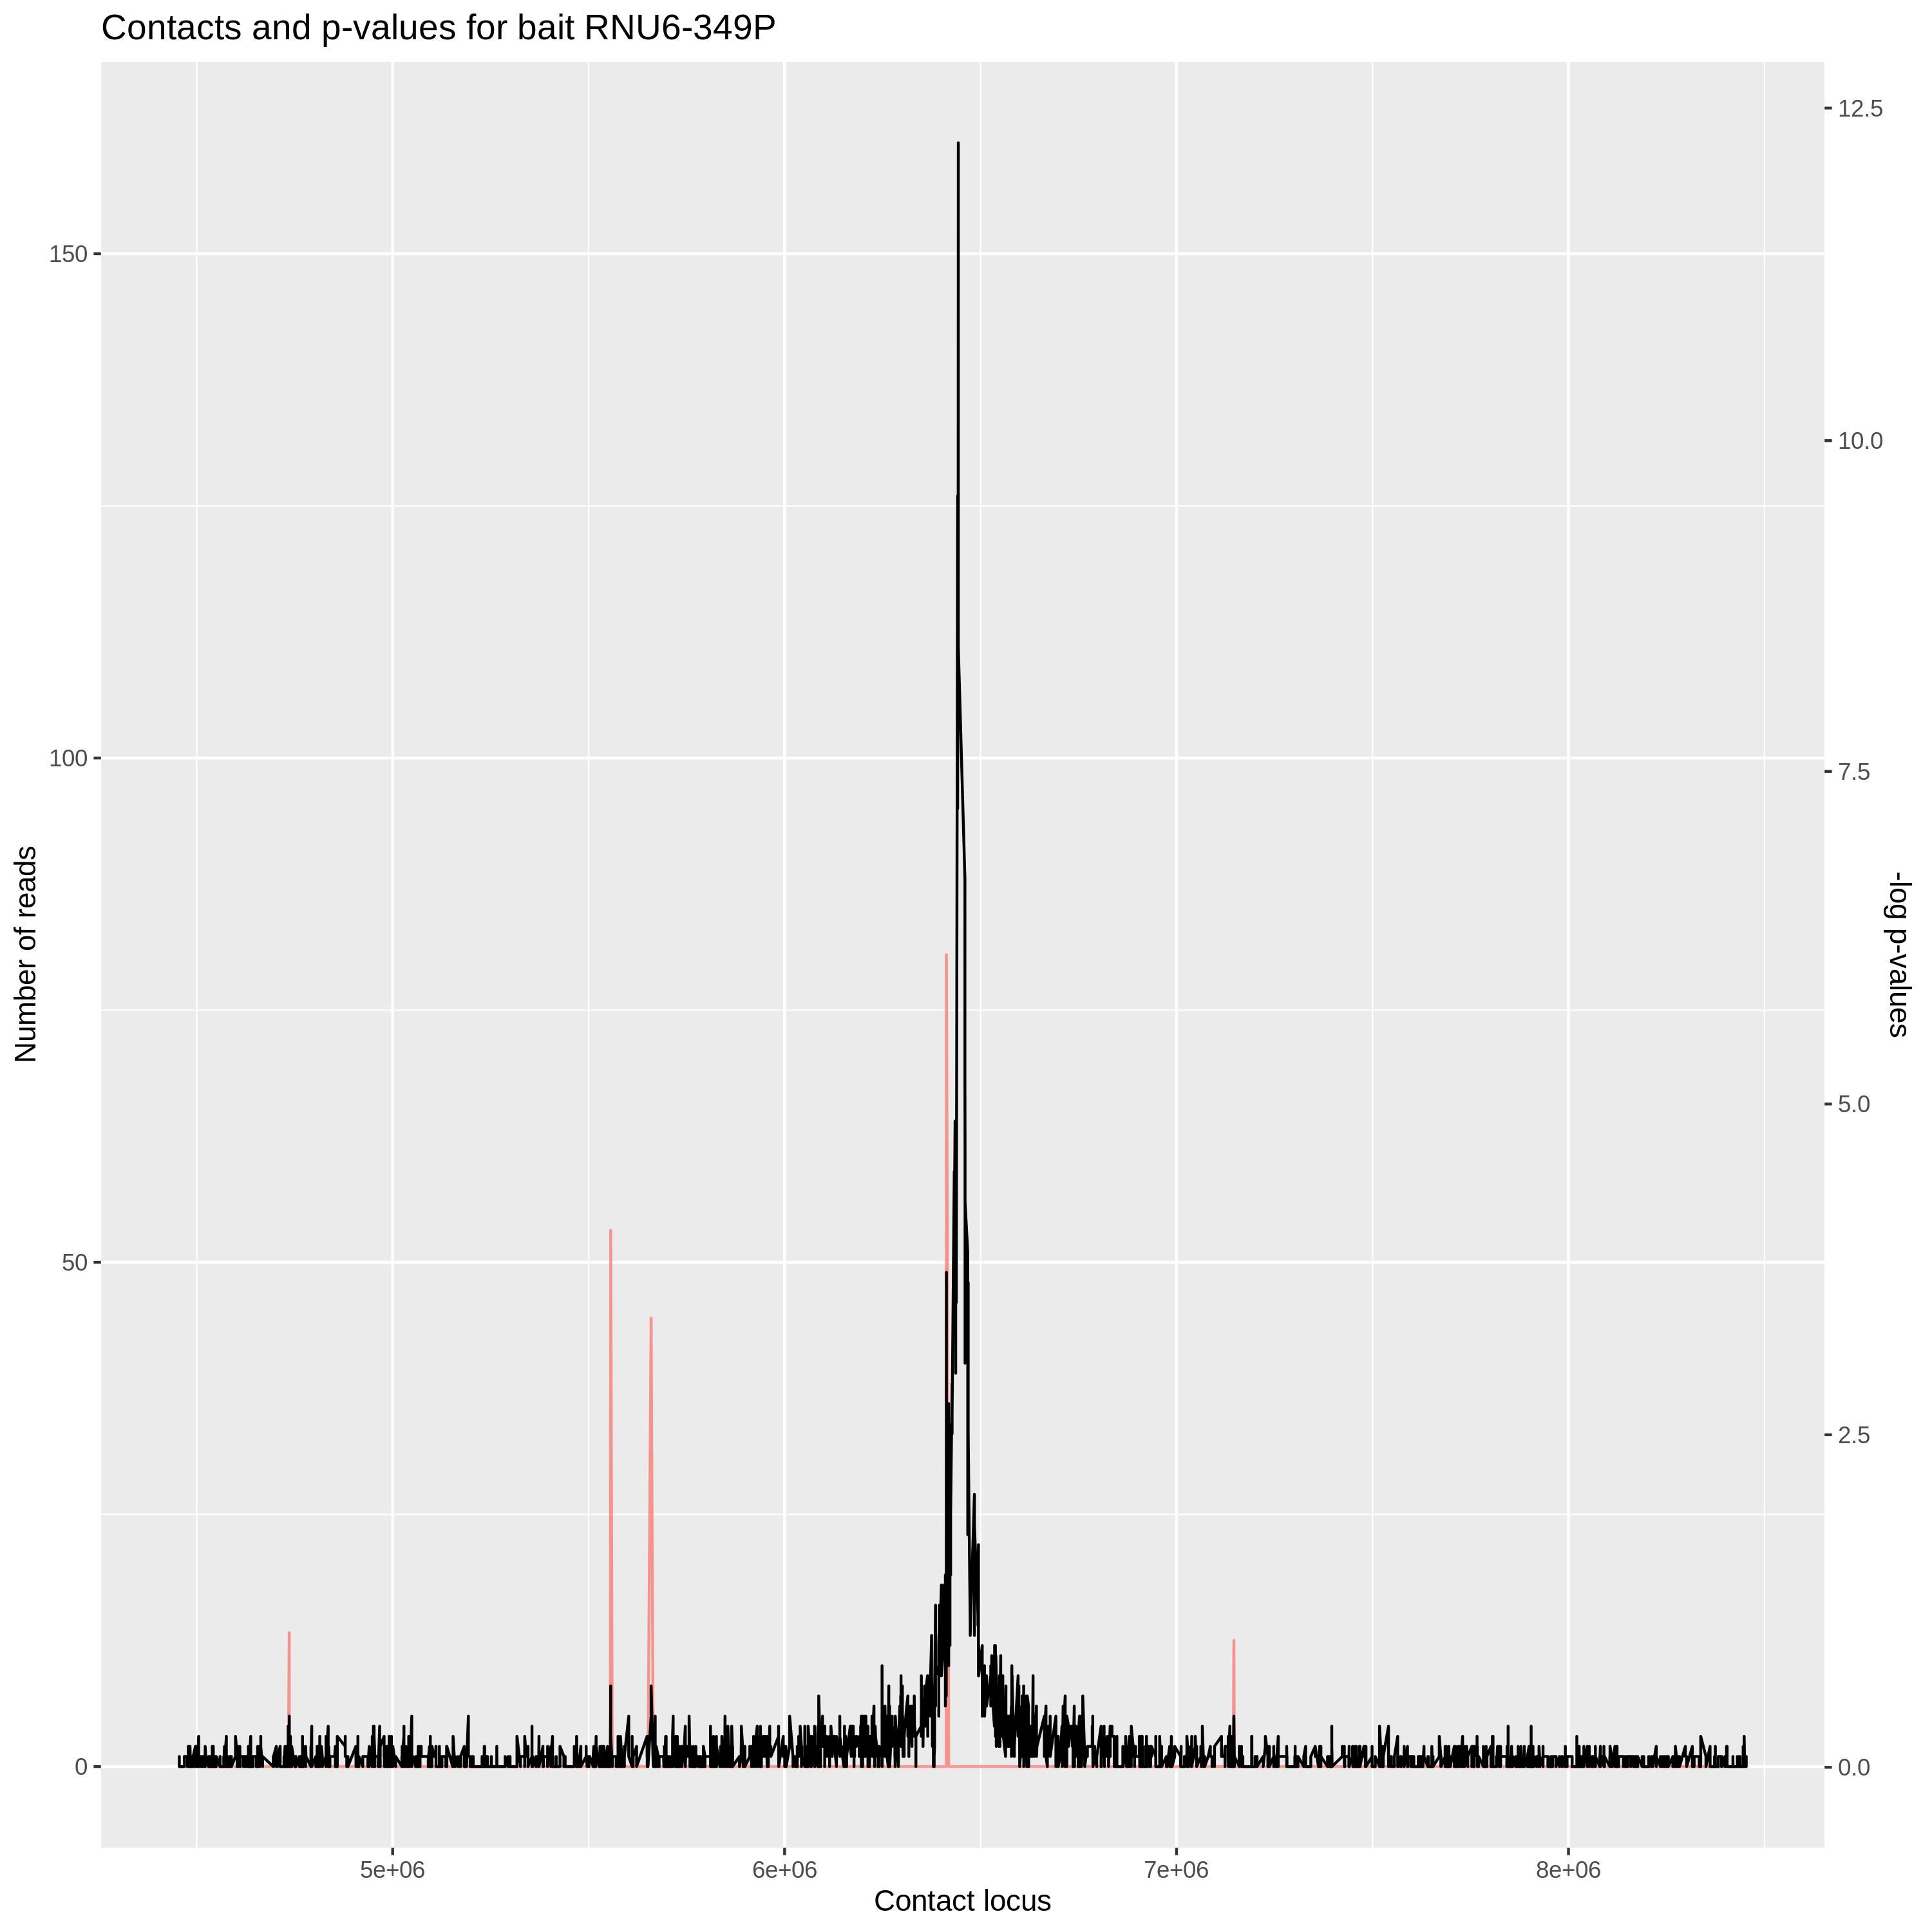 Contacts and p-values for bait RNU6-349P
150
100
50
0
Number of reads
12.5
10.0
7.5
5.0
2.5
0.0
-log p-values
5e+06
6e+06
7e+06
8e+06
Contact locus